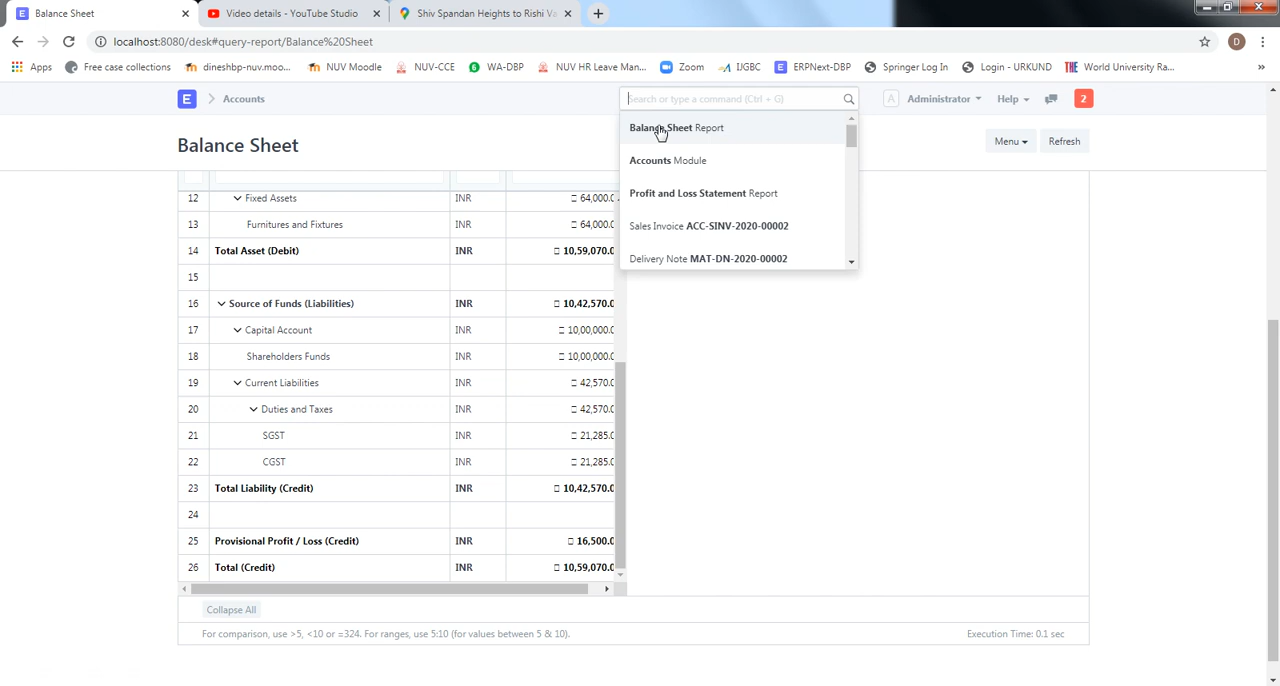 Balance Sheet
Video details - YouTube Studio
Shiv Spandan Heights to Rishi Va
localhost:8080/desk#query-report/Balance%20Sheet
D
Apps
Free case collections
dineshbp-nuv.moo...
NUV Moodle
NUV-CCE
WA-DBP
NUV HR Leave Man...
Zoom
IJGBC
ERPNext-DBP
Springer Log In
Login - URKUND
World University Ra...
»
E
Accounts
Search or type a command (Ctrl + G)
A
Administrator
Help
2
Balance Sheet
Menu
Refresh
Balance Sheet Report
Accounts Module
Profit and Loss Statement Report
Sales Invoice ACC-SINV-2020-00002
Delivery Note MAT-DN-2020-00002
12 Fixed Assets INR 64,000.0
13 Furnitures and Fixtures INR 64,000.0
14 Total Asset (Debit) INR 10,59,070.0
15
16 Source of Funds (Liabilities) INR 10,42,570.0
17 Capital Account INR 10,00,000.0
18 Shareholders Funds INR 10,00,000.0
19 Current Liabilities INR 42,570.0
20 Duties and Taxes INR 42,570.0
21 SGST INR 21,285.0
22 CGST INR 21,285.0
23 Total Liability (Credit) INR 10,42,570.0
24
25 Provisional Profit / Loss (Credit) INR 16,500.0
26 Total (Credit) INR 10,59,070.0
Collapse All
For comparison, use >5, <10 or =324. For ranges, use 5:10 (for values between 5 & 10).
Execution Time: 0.1 sec